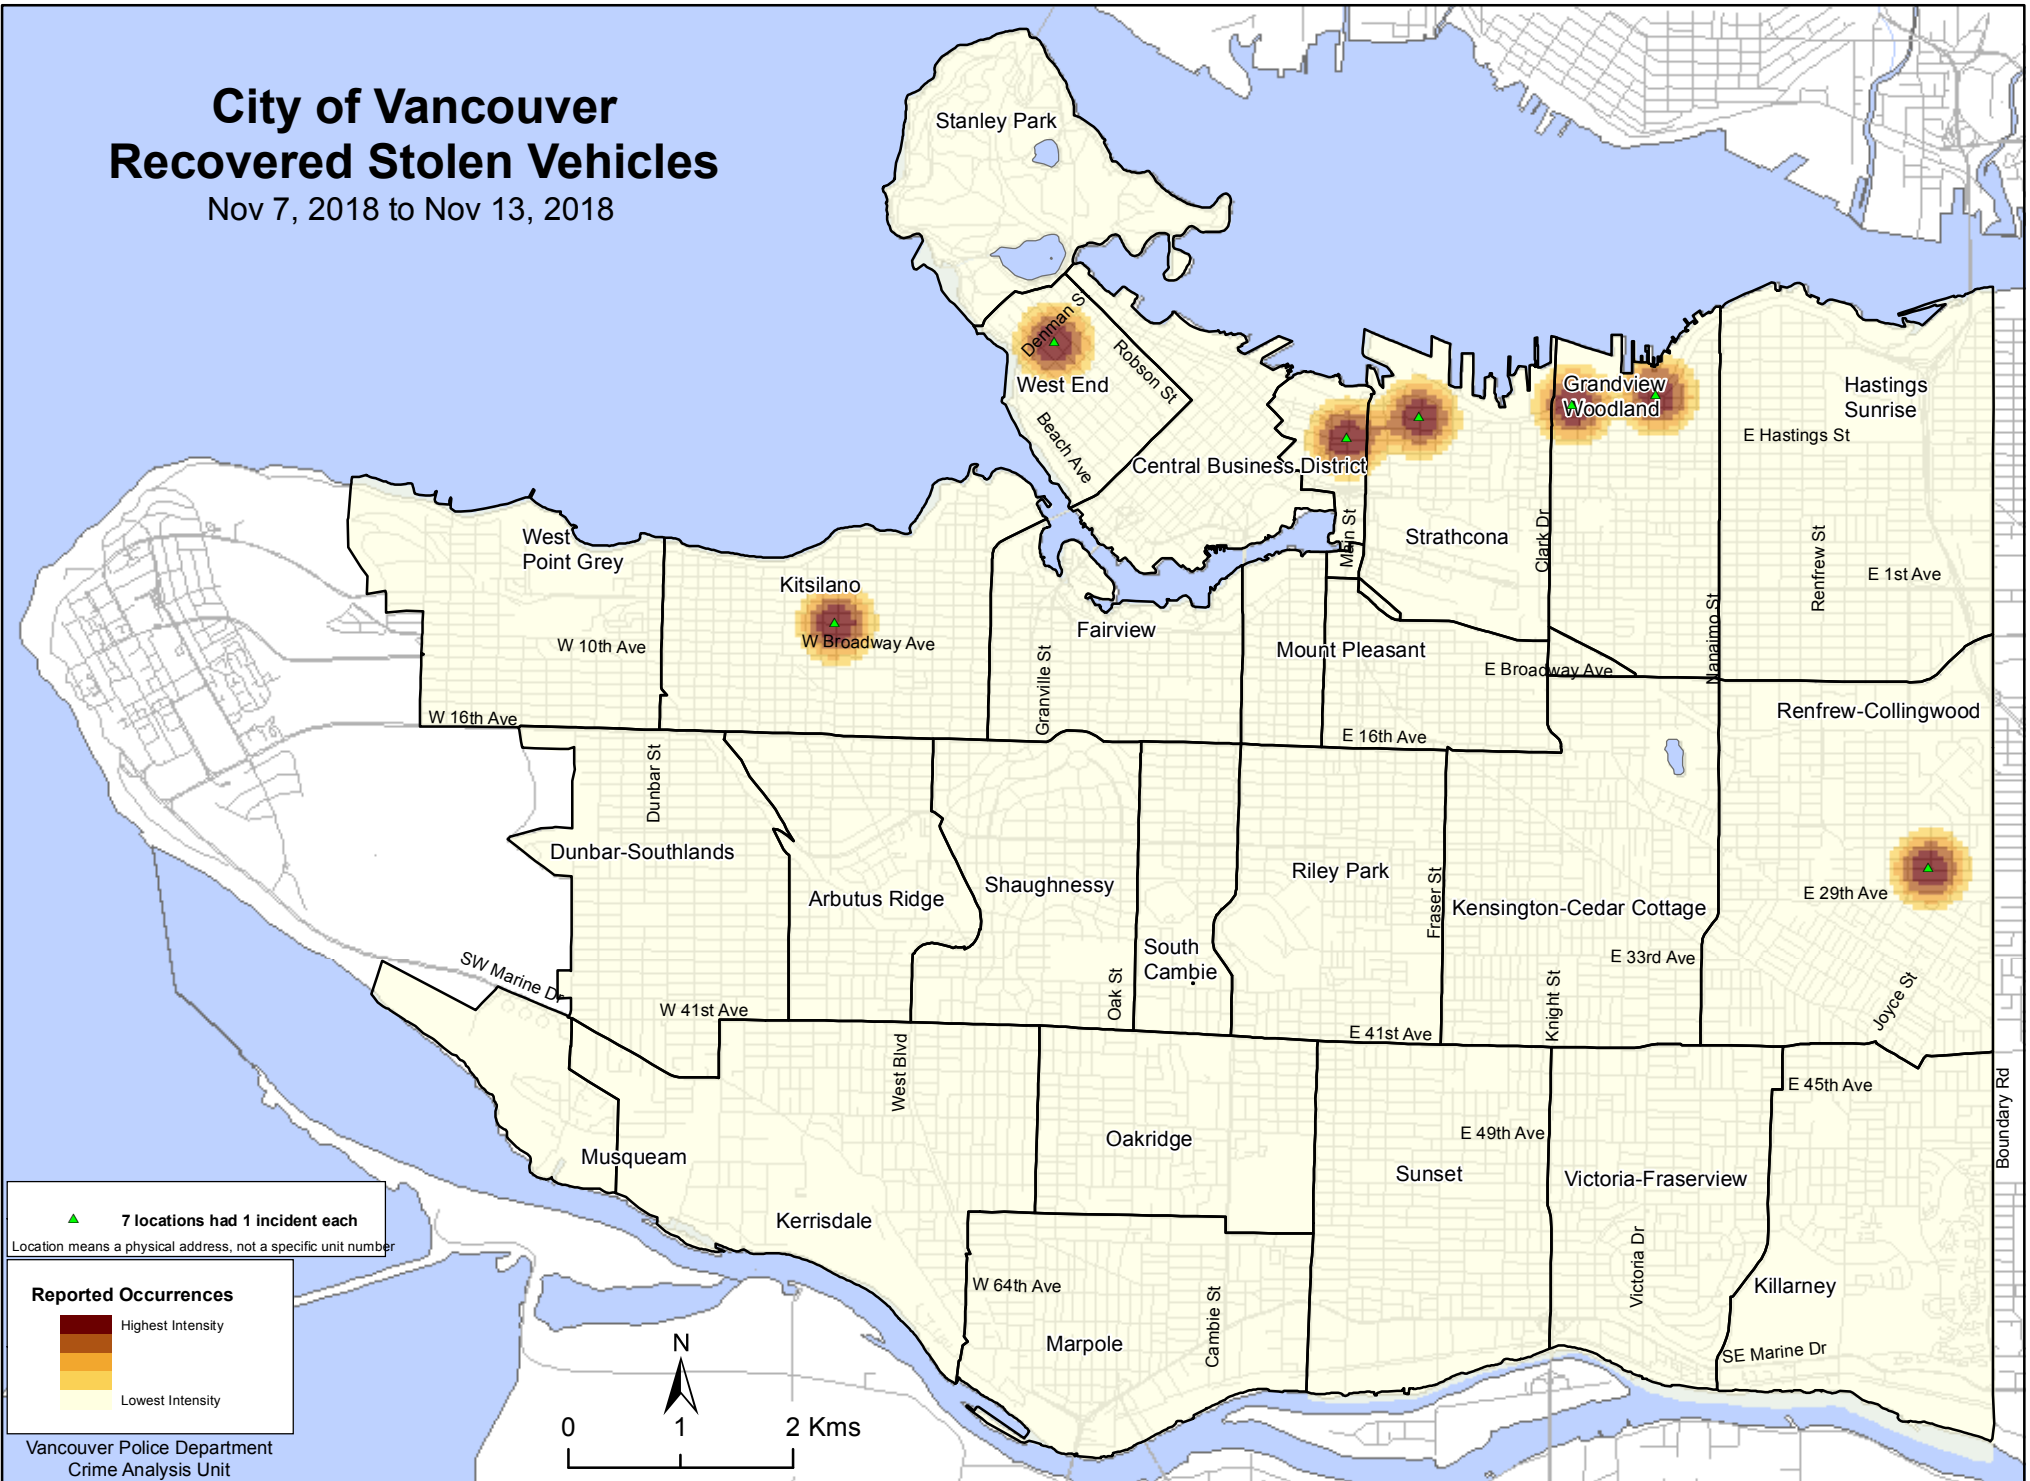 City of Vancouver
Recovered Stolen Vehicles
Nov 7, 2018 to Nov 13, 2018
Stanley Park
Denman S
Robson St
West End
Beach Ave
Central Business District
Grandview
Woodland
Hastings
Sunrise
E Hastings St
West
Point Grey
Kitsilano
W 10th Ave
W Broadway Ave
Fairview
Granville St
Main St
Strathcona
Clark Dr
Renfrew St
E 1st Ave
Nanaimo St
Mount Pleasant
E Broadway Ave
W 16th Ave
E 16th Ave
Renfrew-Collingwood
Dunbar St
Dunbar-Southlands
Arbutus Ridge
Shaughnessy
Riley Park
Fraser St
Kensington-Cedar Cottage
E 29th Ave
South
Cambie
E 33rd Ave
SW Marine Dr
W 41st Ave
Oak St
E 41st Ave
Knight St
Joyce St
West Blvd
E 45th Ave
Boundary Rd
Musqueam
Oakridge
E 49th Ave
Sunset
Victoria-Fraserview
Kerrisdale
Victoria Dr
W 64th Ave
Cambie St
Killarney
Marpole
SE Marine Dr
7 locations had 1 incident each
Location means a physical address, not a specific unit number
Reported Occurrences
Highest Intensity
Lowest Intensity
Vancouver Police Department
Crime Analysis Unit
N
0 1 2 Kms